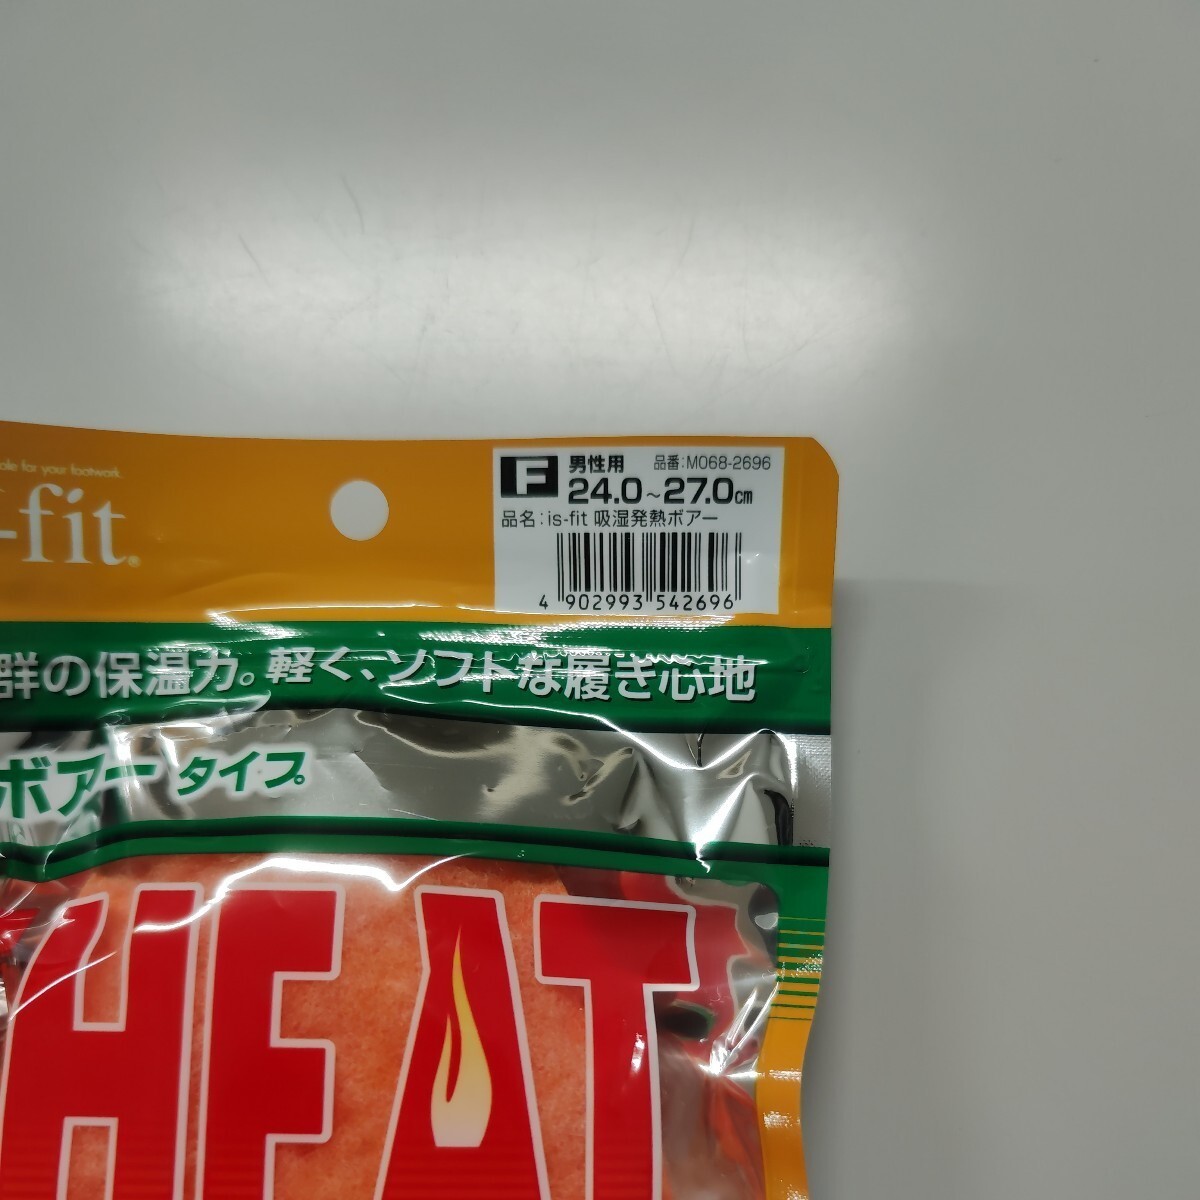 ole for your footwork.
-fit®
F 男性用 品番:M068-2696
24.0～27.0cm
品名:is-fit 吸湿発熱ボアー
4 902993 542696
群の保温力。軽く、ソフトな履き心地
ボアー タイプ
HEAT